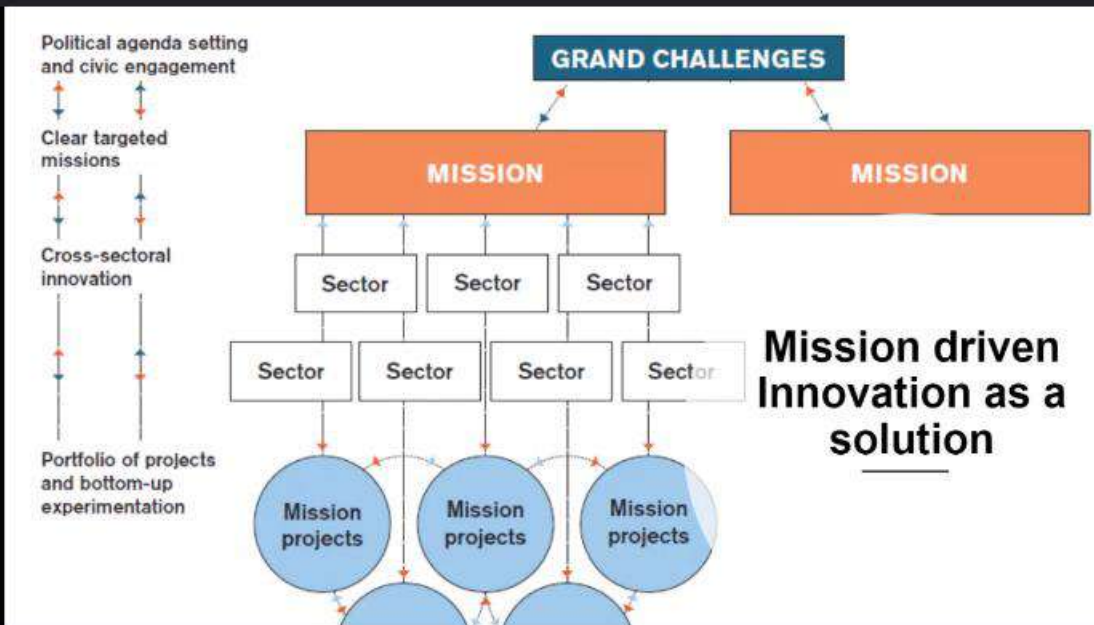 Political agenda setting
and civic engagement
GRAND CHALLENGES
Clear targeted
missions
MISSION
MISSION
Cross-sectoral
innovation
Sector
Sector
Sector
Sector
Sector
Sector
Sector
Mission driven
Innovation as a
solution
Portfolio of projects
and bottom-up
experimentation
Mission
projects
Mission
projects
Mission
projects